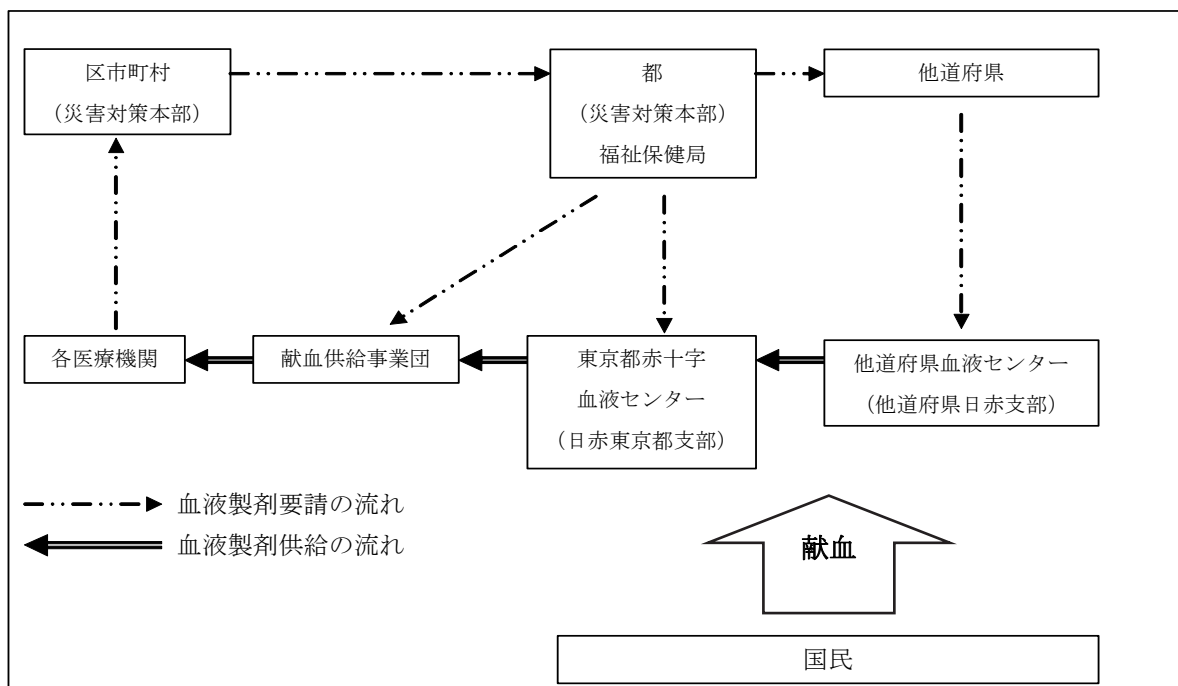 区市町村
（災害対策本部）
都
（災害対策本部）
福祉保健局
他道府県
各医療機関
献血供給事業団
東京都赤十字
血液センター
（日赤東京都支部）
他道府県血液センター
（他道府県日赤支部）
血液製剤要請の流れ
血液製剤供給の流れ
献血
国民